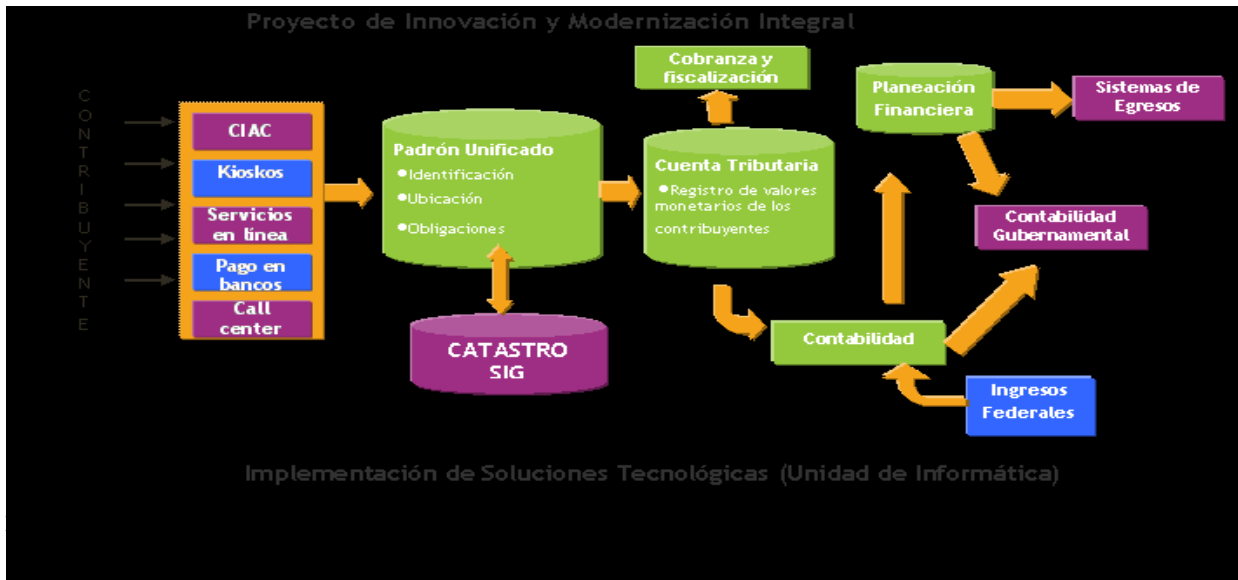 Proyecto de Innovación y Modernización Integral
CONTRIBUYENTE
CIAC
Kioskos
Servicios
en línea
Pago en
bancos
Call
center
Padrón Unificado
•Identificación
•Ubicación
•Obligaciones
CATASTRO
SIG
Cobranza y
fiscalización
Cuenta Tributaria
•Registro de valores
monetarios de los
contribuyentes
Planeación
Financiera
Sistemas de
Egresos
Contabilidad
Gubernamental
Contabilidad
Ingresos
Federales
Implementación de Soluciones Tecnológicas (Unidad de Informática)